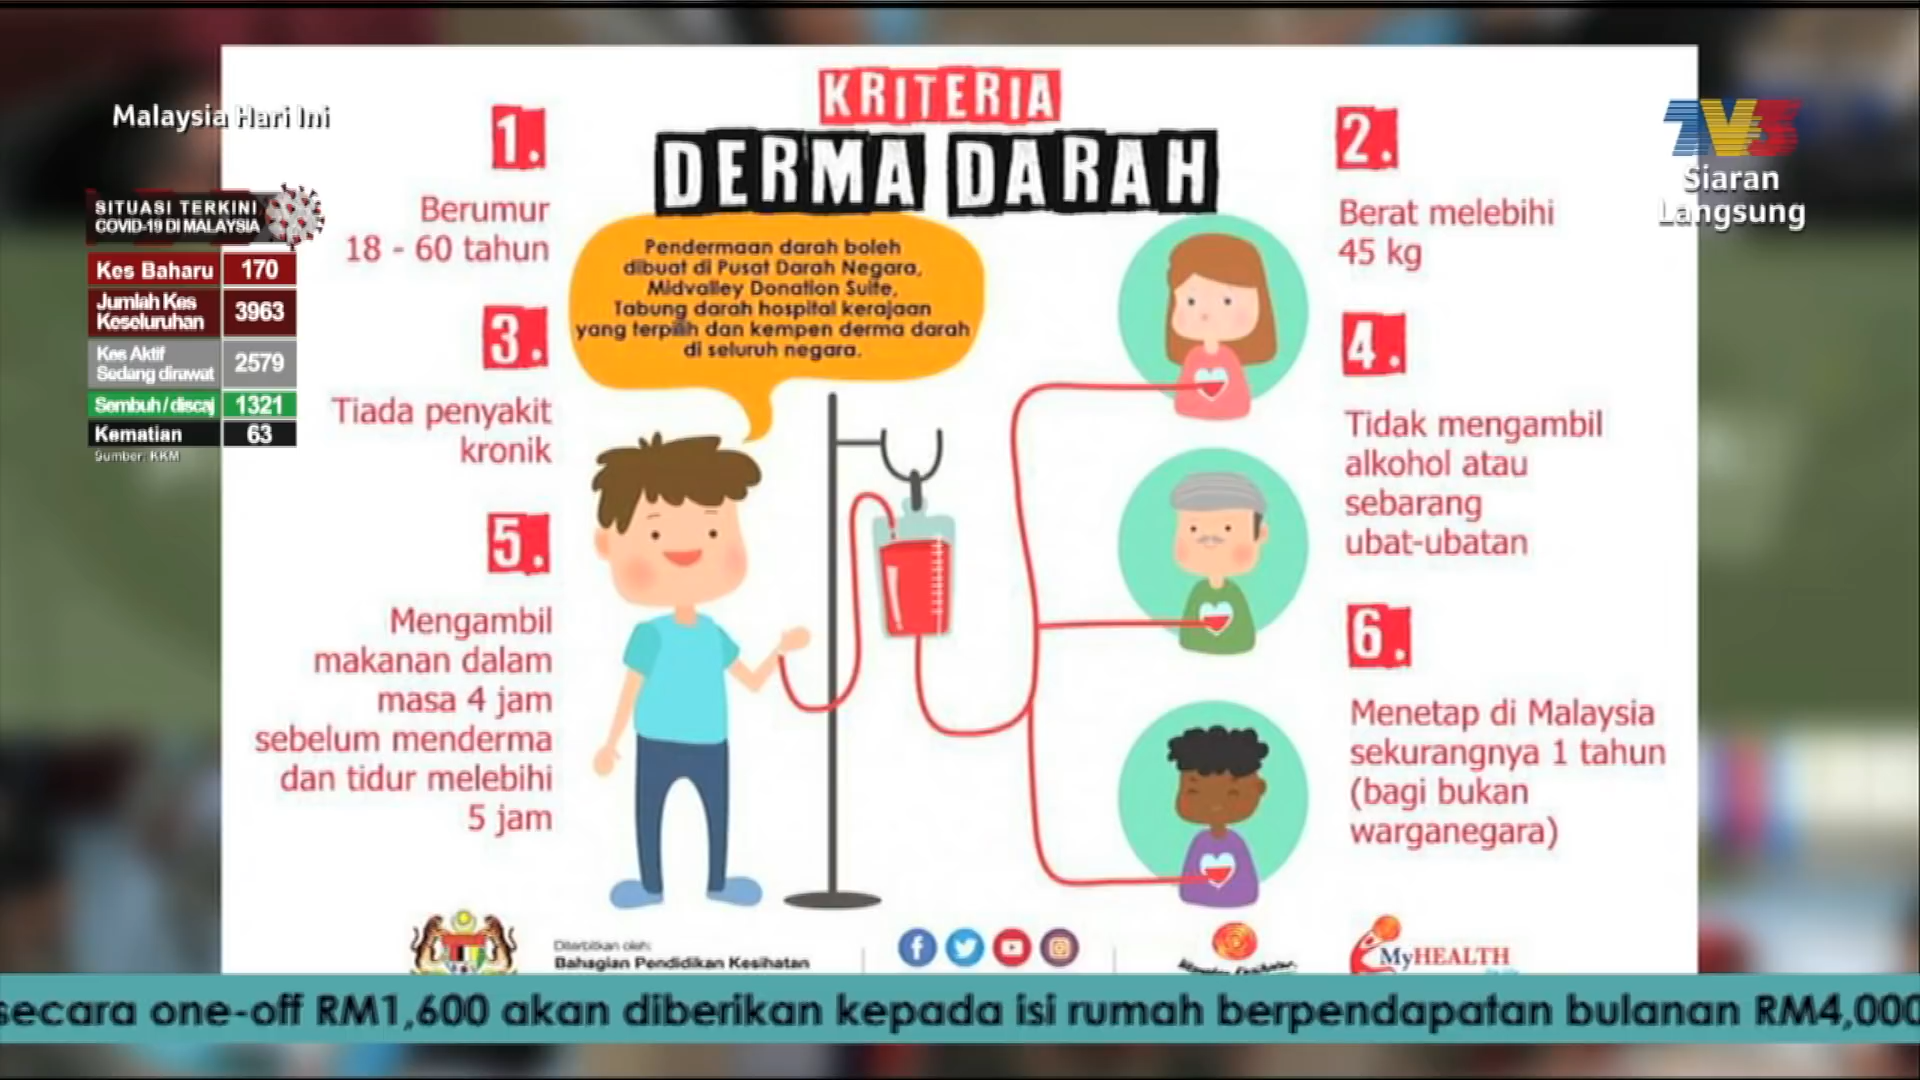 Malaysia Hari Ini
SITUASI TERKINI
COVID-19 DI MALAYSIA
Kes Baharu 170
Jumlah Kes
Keseluruhan 3963
Kes Aktif
Sedang dirawat 2579
Sembuh / discaj 1321
Kematian 63
Sumber: KKM
TV3
Siaran
Langsung
KRITERIA
DERMA DARAH
Pendermaan darah boleh
dibuat di Pusat Darah Negara,
Midvalley Donation Suite,
Tabung darah hospital kerajaan
yang terpilih dan kempen derma darah
di seluruh negara.
1.
Berumur
18 - 60 tahun
2.
Berat melebihi
45 kg
3.
Tiada penyakit
kronik
4.
Tidak mengambil
alkohol atau
sebarang
ubat-ubatan
5.
Mengambil
makanan dalam
masa 4 jam
sebelum menderma
dan tidur melebihi
5 jam
6.
Menetap di Malaysia
sekurangnya 1 tahun
(bagi bukan
warganegara)
Diterbitkan oleh:
Bahagian Pendidikan Kesihatan
MyHEALTH
secara one-off RM1,600 akan diberikan kepada isi rumah berpendapatan bulanan RM4,000